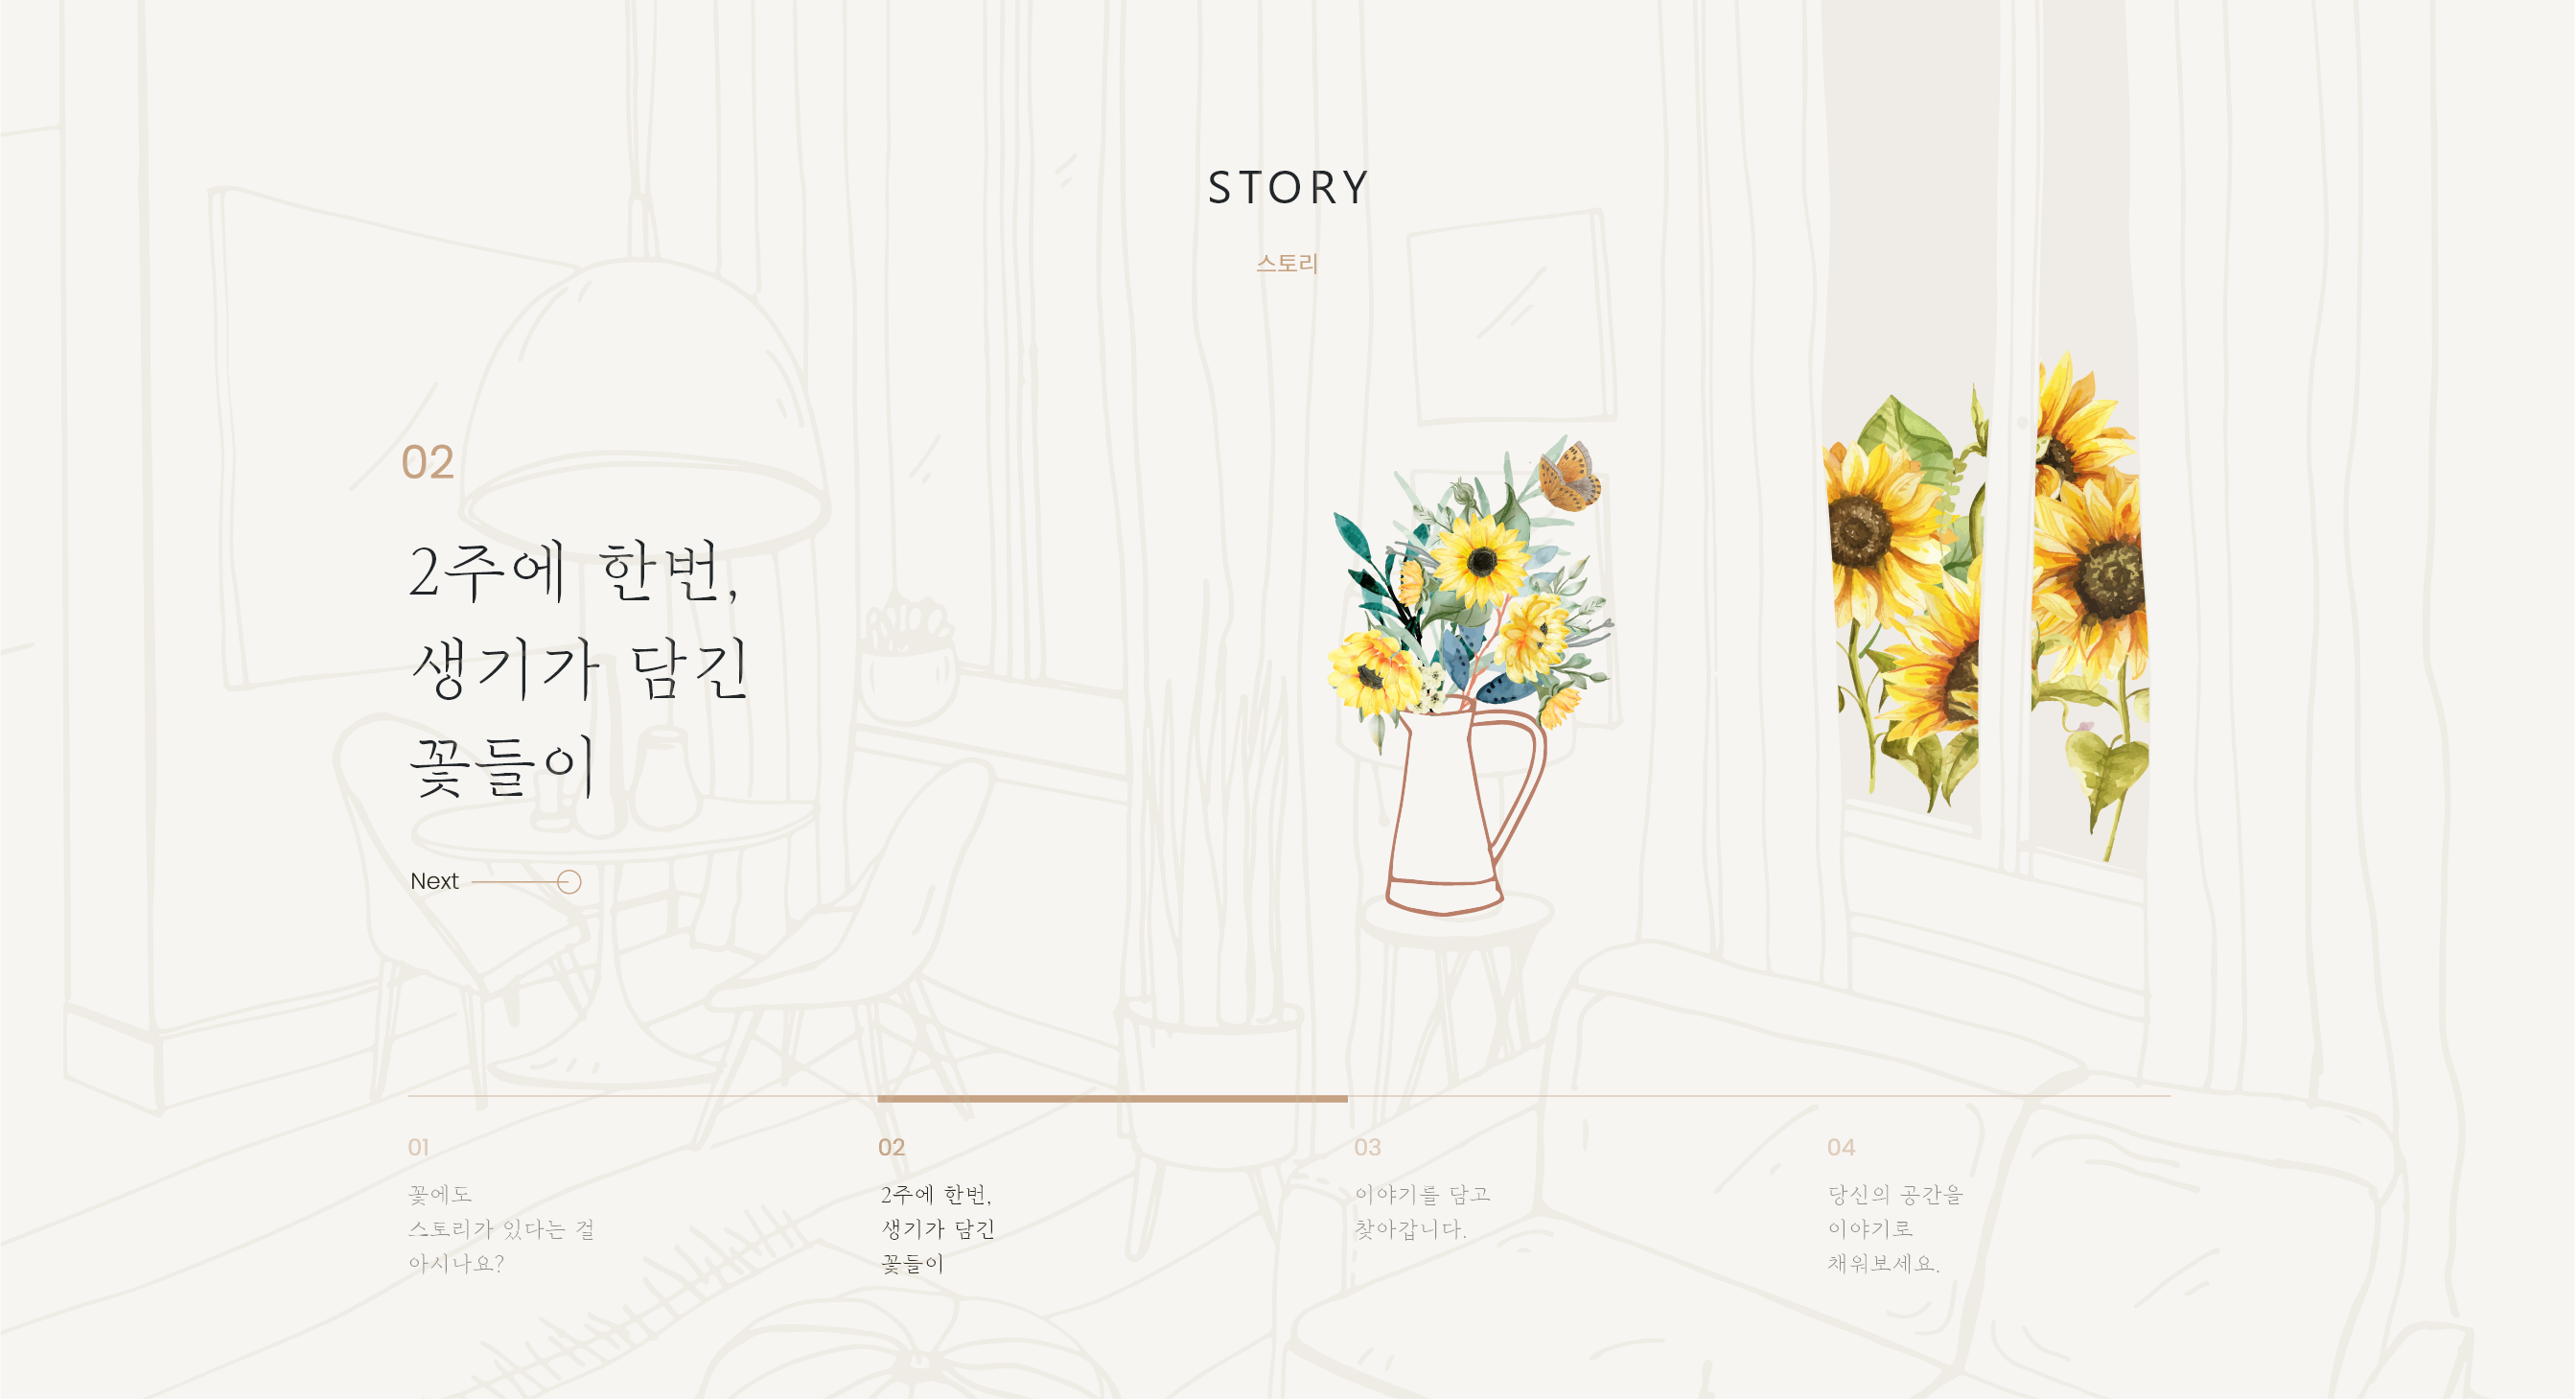 STORY
스토리
02
2주에 한번,
생기가 담긴
꽃들이
Next
01
꽃에도
스토리가 있다는 걸
아시나요?
02
2주에 한번,
생기가 담긴
꽃들이
03
이야기를 담고
찾아갑니다.
04
당신의 공간을
이야기로
채워보세요.